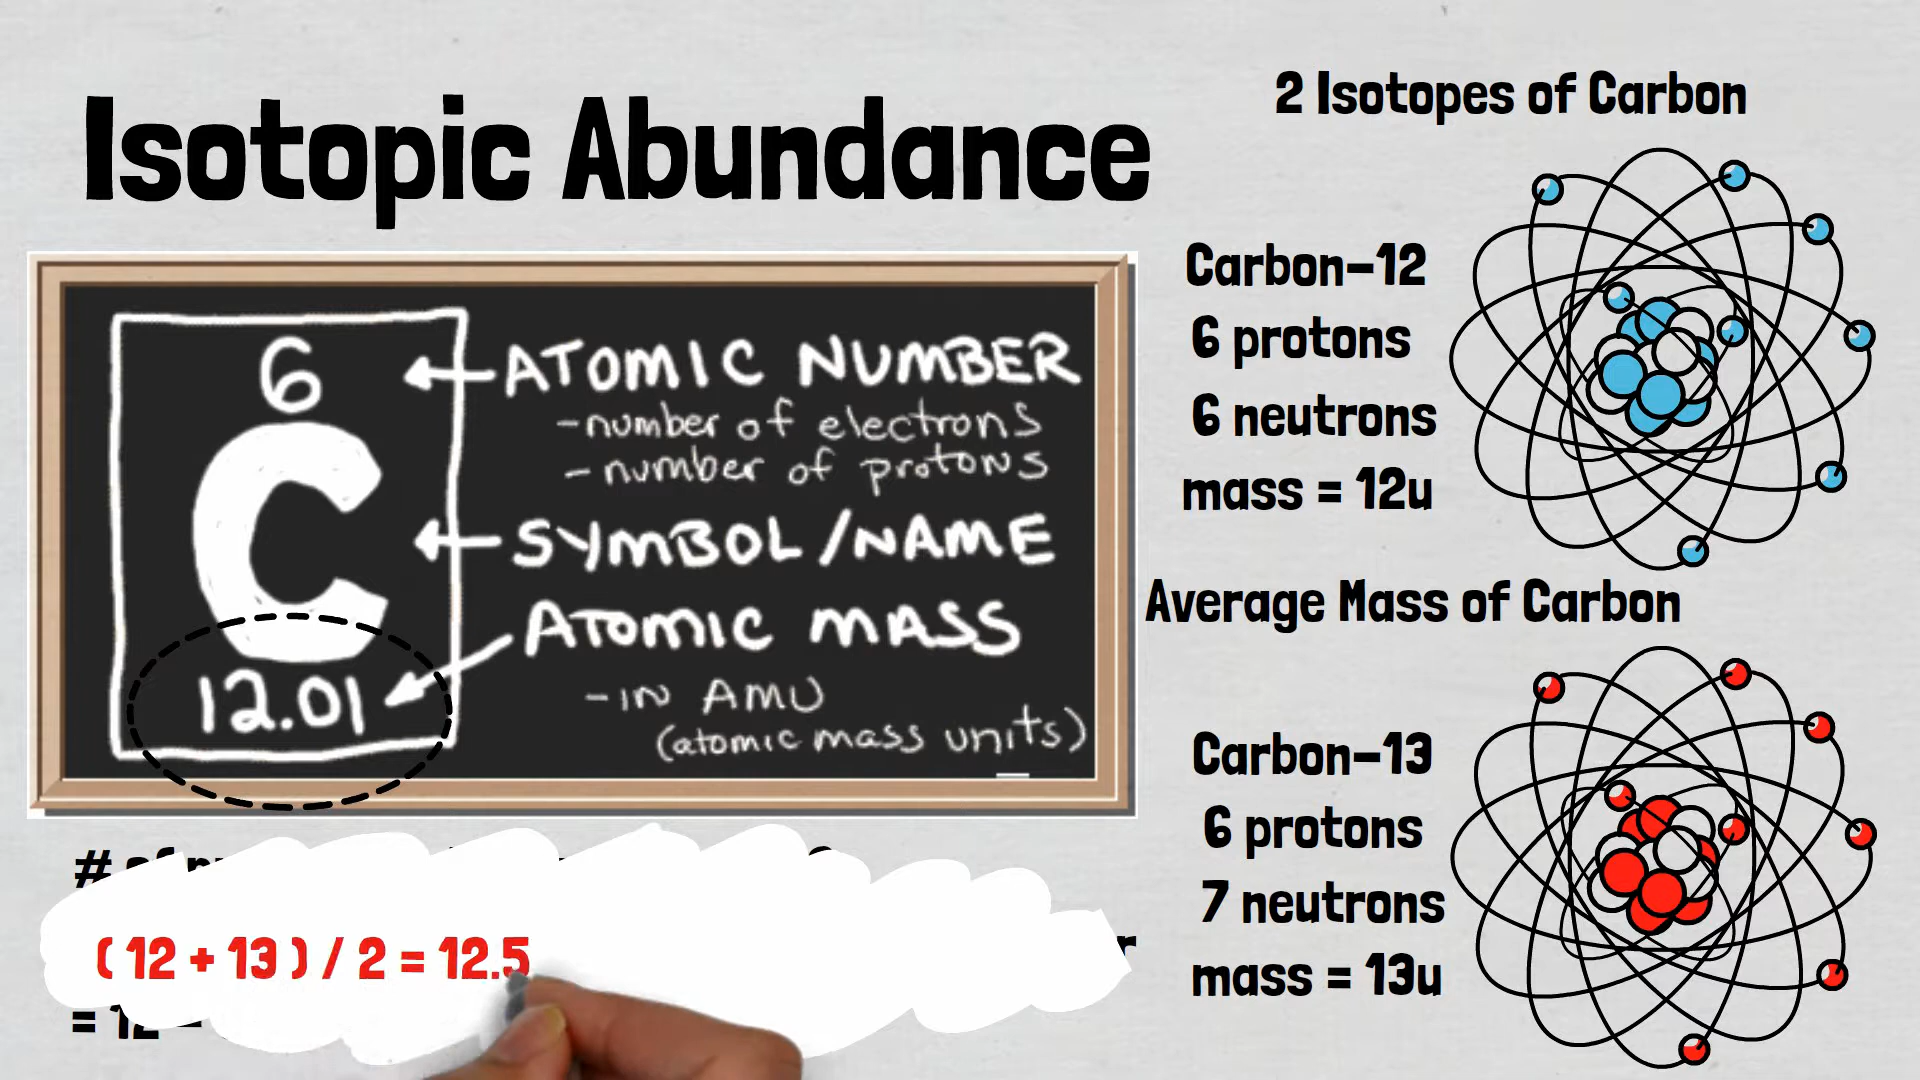 Isotopic Abundance
6
C
12.01
ATOMIC NUMBER
-number of electrons
- number of protons
SYMBOL/NAME
ATOMIC MASS
-IN AMU
(atomic mass units)
( 12 + 13 ) / 2 = 12.5
2 Isotopes of Carbon
Carbon-12
6 protons
6 neutrons
mass = 12u
Average Mass of Carbon
Carbon-13
6 protons
7 neutrons
mass = 13u